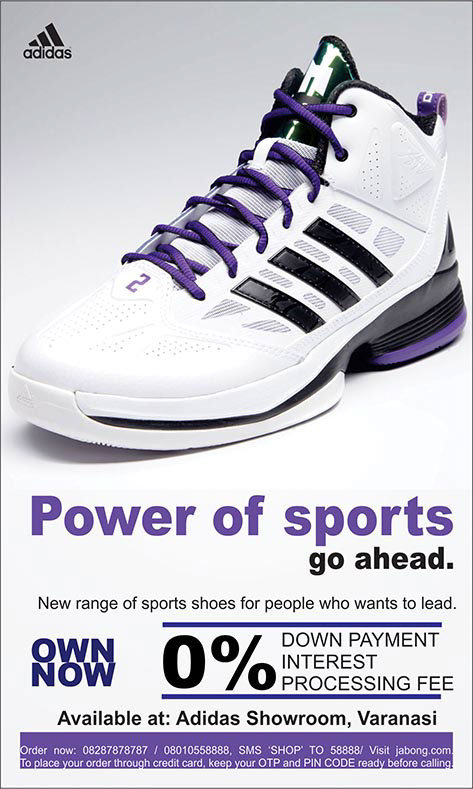 adidas
2
Power of sports
go ahead.
New range of sports shoes for people who wants to lead.
OWN
NOW
0%
DOWN PAYMENT
INTEREST
PROCESSING FEE
Available at: Adidas Showroom, Varanasi
Order now: 08287878787 / 08010558888, SMS ‘SHOP’ TO 58888/ Visit jabong.com.
To place your order through credit card, keep your OTP and PIN CODE ready before calling.